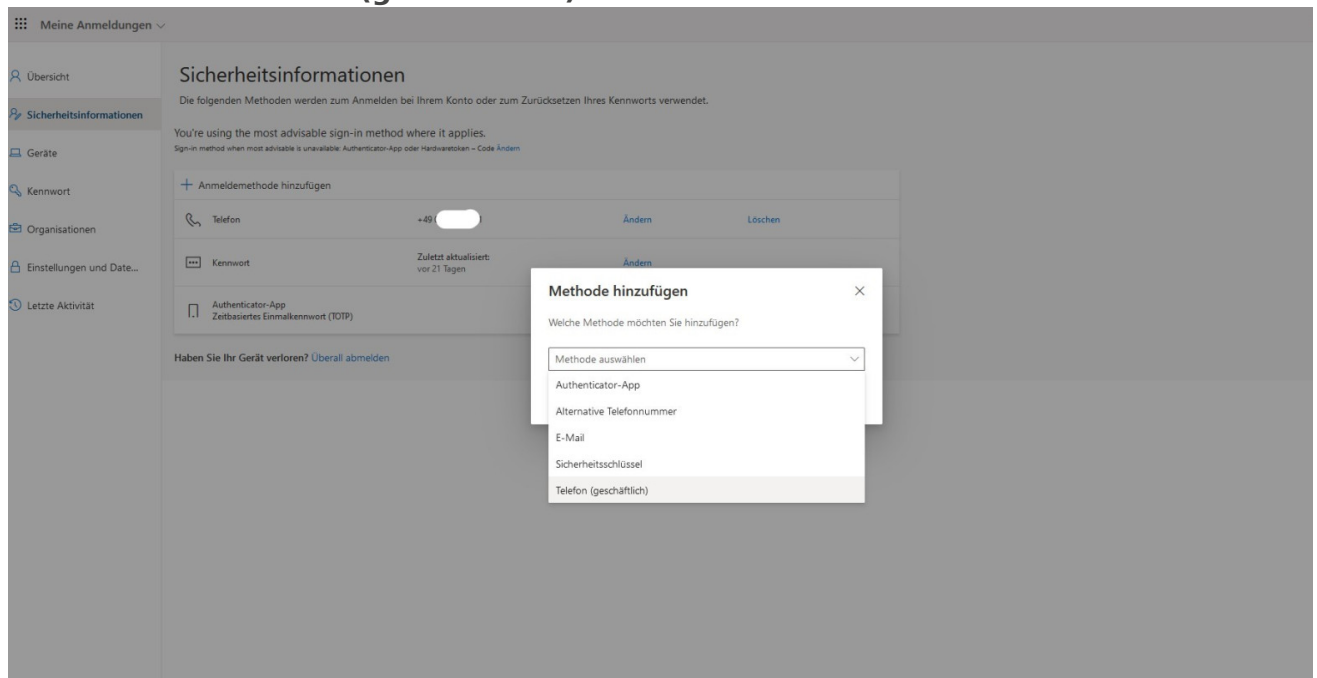 Meine Anmeldungen
Übersicht
Sicherheitsinformationen
Geräte
Kennwort
Organisationen
Einstellungen und Date...
Letzte Aktivität
Sicherheitsinformationen
Die folgenden Methoden werden zum Anmelden bei Ihrem Konto oder zum Zurücksetzen Ihres Kennworts verwendet.
You're using the most advisable sign-in method where it applies.
Sign-in method when most advisable is unavailable: Authenticator-App oder Hardwaretoken – Code Ändern
Anmeldemethode hinzufügen
Telefon +49 Ändern Löschen
Kennwort Zuletzt aktualisiert: Ändern
vor 21 Tagen
Authenticator-App
Zeitbasiertes Einmalkennwort (TOTP)
Haben Sie Ihr Gerät verloren? Überall abmelden
Methode hinzufügen
Welche Methode möchten Sie hinzufügen?
Methode auswählen
Authenticator-App
Alternative Telefonnummer
E-Mail
Sicherheitsschlüssel
Telefon (geschäftlich)